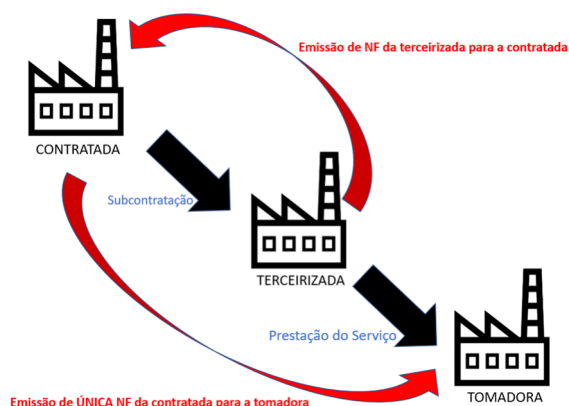 Emissão de NF da terceirizada para a contratada
CONTRATADA
Subcontratação
TERCEIRIZADA
Prestação do Serviço
TOMADORA
Emissão de ÚNICA NF da contratada para a tomadora